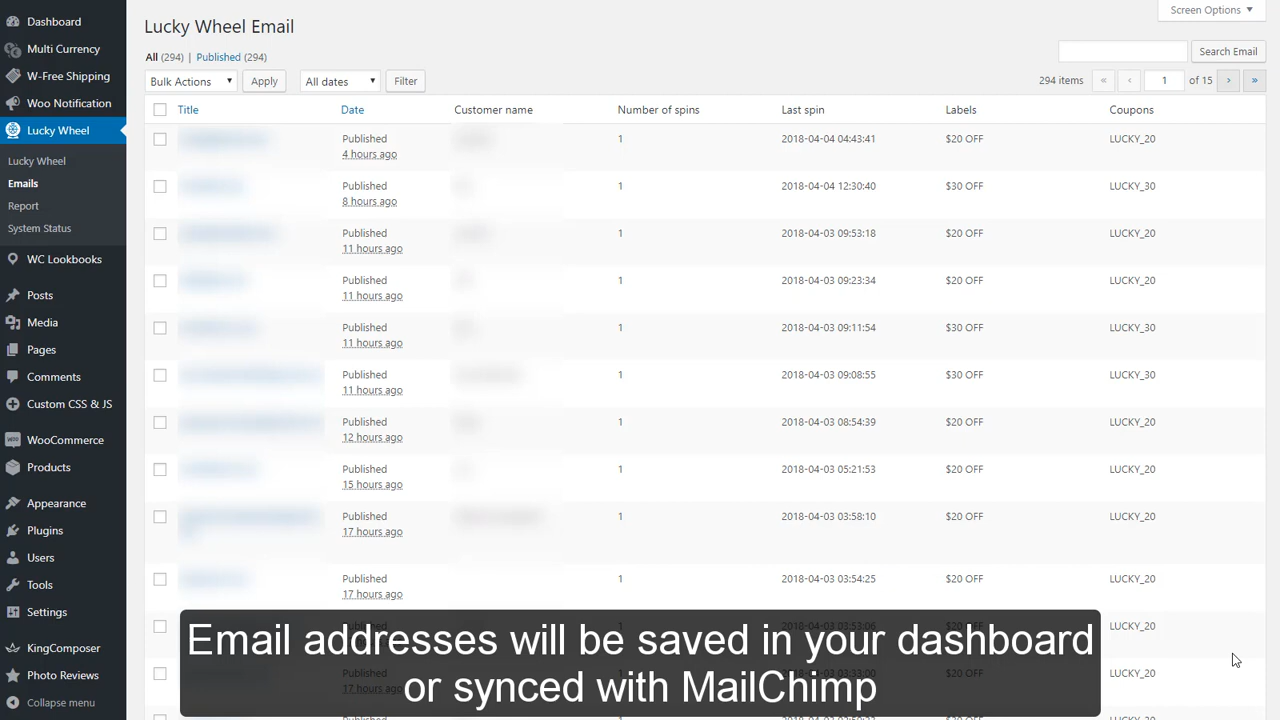 Dashboard
Multi Currency
W-Free Shipping
Woo Notification
Lucky Wheel
Lucky Wheel
Emails
Report
System Status
WC Lookbooks
Posts
Media
Pages
Comments
Custom CSS & JS
WooCommerce
Products
Appearance
Plugins
Users
Tools
Settings
KingComposer
Photo Reviews
Collapse menu
Screen Options
Lucky Wheel Email
All (294) | Published (294)
Search Email
Bulk Actions Apply All dates Filter
294 items « ‹ 1 of 15 › »
Title Date Customer name Number of spins Last spin Labels Coupons
Published 1 2018-04-04 04:43:41 $20 OFF LUCKY_20
4 hours ago
Published 1 2018-04-04 12:30:40 $30 OFF LUCKY_30
8 hours ago
Published 1 2018-04-03 09:53:18 $20 OFF LUCKY_20
11 hours ago
Published 1 2018-04-03 09:23:34 $20 OFF LUCKY_20
11 hours ago
Published 1 2018-04-03 09:11:54 $30 OFF LUCKY_30
11 hours ago
Published 1 2018-04-03 09:08:55 $30 OFF LUCKY_30
11 hours ago
Published 1 2018-04-03 08:54:39 $20 OFF LUCKY_20
12 hours ago
Published 1 2018-04-03 05:21:53 $20 OFF LUCKY_20
15 hours ago
Published 1 2018-04-03 03:58:10 $20 OFF LUCKY_20
17 hours ago
Published 1 2018-04-03 03:54:25 $20 OFF LUCKY_20
17 hours ago
LUCKY_20
LUCKY_20
17 hours ago
Email addresses will be saved in your dashboard
or synced with MailChimp